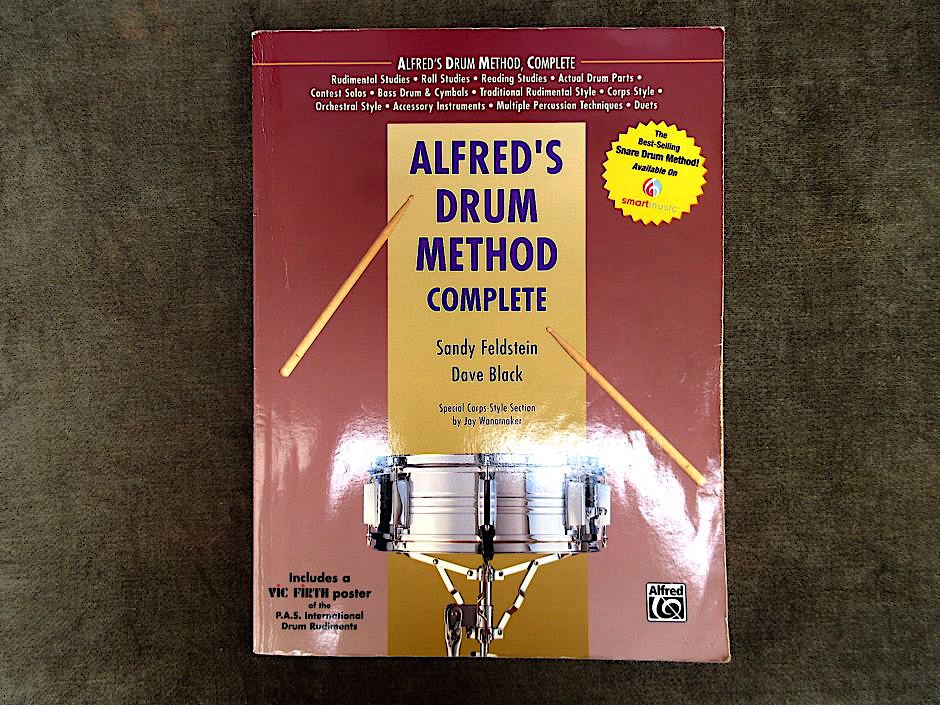 ALFRED'S DRUM METHOD, COMPLETE
Rudimental Studies • Roll Studies • Reading Studies • Actual Drum Parts •
Contest Solos • Bass Drum & Cymbals • Traditional Rudimental Style • Corps Style •
Orchestral Style • Accessory Instruments • Multiple Percussion Techniques • Duets
The
Best-Selling
Snare Drum Method!
Available On
smartmusic
ALFRED'S
DRUM
METHOD
COMPLETE
Sandy Feldstein
Dave Black
Special Corps-Style Section
by Jay Wanamaker
Includes a
VIC FIRTH poster
of the
P.A.S. International
Drum Rudiments
Alfred